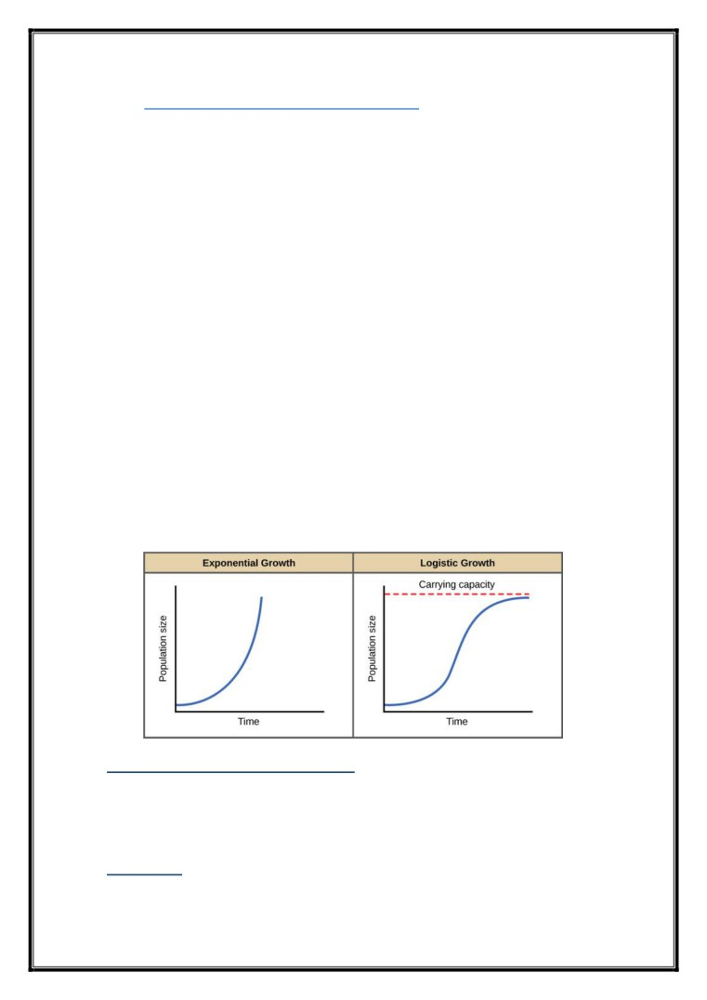 Exponential Growth
Logistic Growth
Population size
Time
Carrying capacity
Population size
Time